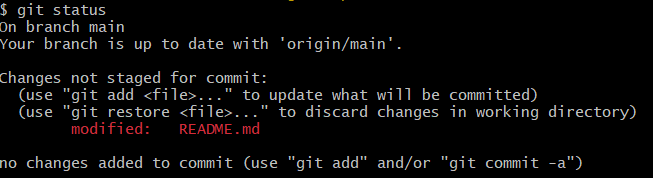 $ git status
On branch main
Your branch is up to date with 'origin/main'.

Changes not staged for commit:
  (use "git add <file>..." to update what will be committed)
  (use "git restore <file>..." to discard changes in working directory)
        modified:   README.md

no changes added to commit (use "git add" and/or "git commit -a")